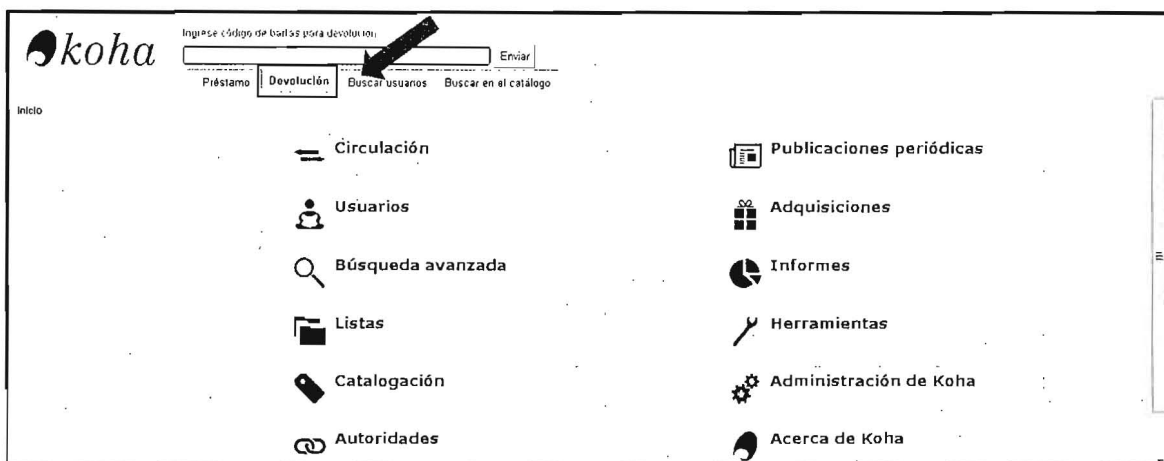 Ingrese código de barras para devolución
koha
Enviar
Préstamo Devolución Buscar usuarios Buscar en el catálogo
Inicio
Circulación
Publicaciones periódicas
Usuarios
Adquisiciones
Búsqueda avanzada
Informes
Listas
Herramientas
Catalogación
Administración de Koha
Autoridades
Acerca de Koha